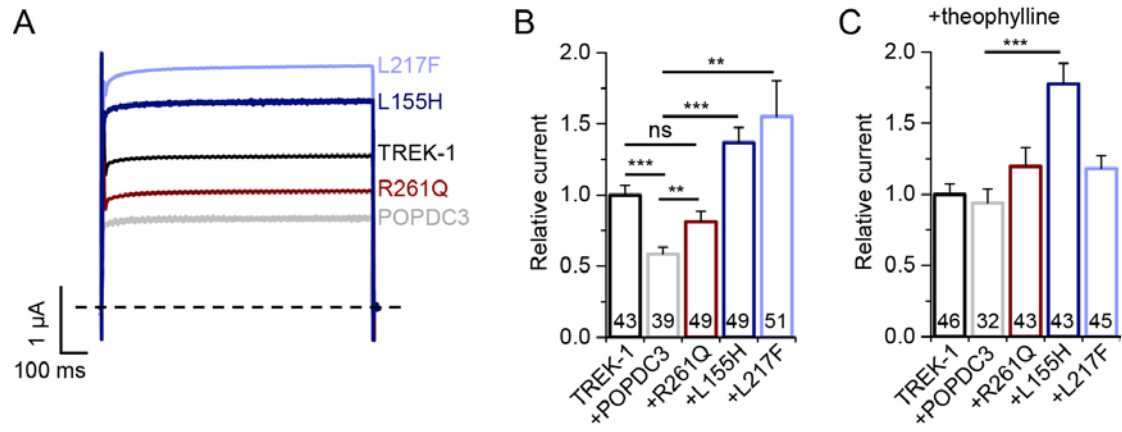 A
L217F
L155H
TREK-1
R261Q
POPDC3
1 µA
100 ms
B
2.0
1.5
1.0
0.5
0.0
Relative current
**
***
ns
***
**
43
39
49
49
51
TREK-1
+POPDC3
+R261Q
+L155H
+L217F
C
+theophylline
2.0
1.5
1.0
0.5
0.0
Relative current
***
46
32
43
43
45
TREK-1
+POPDC3
+R261Q
+L155H
+L217F